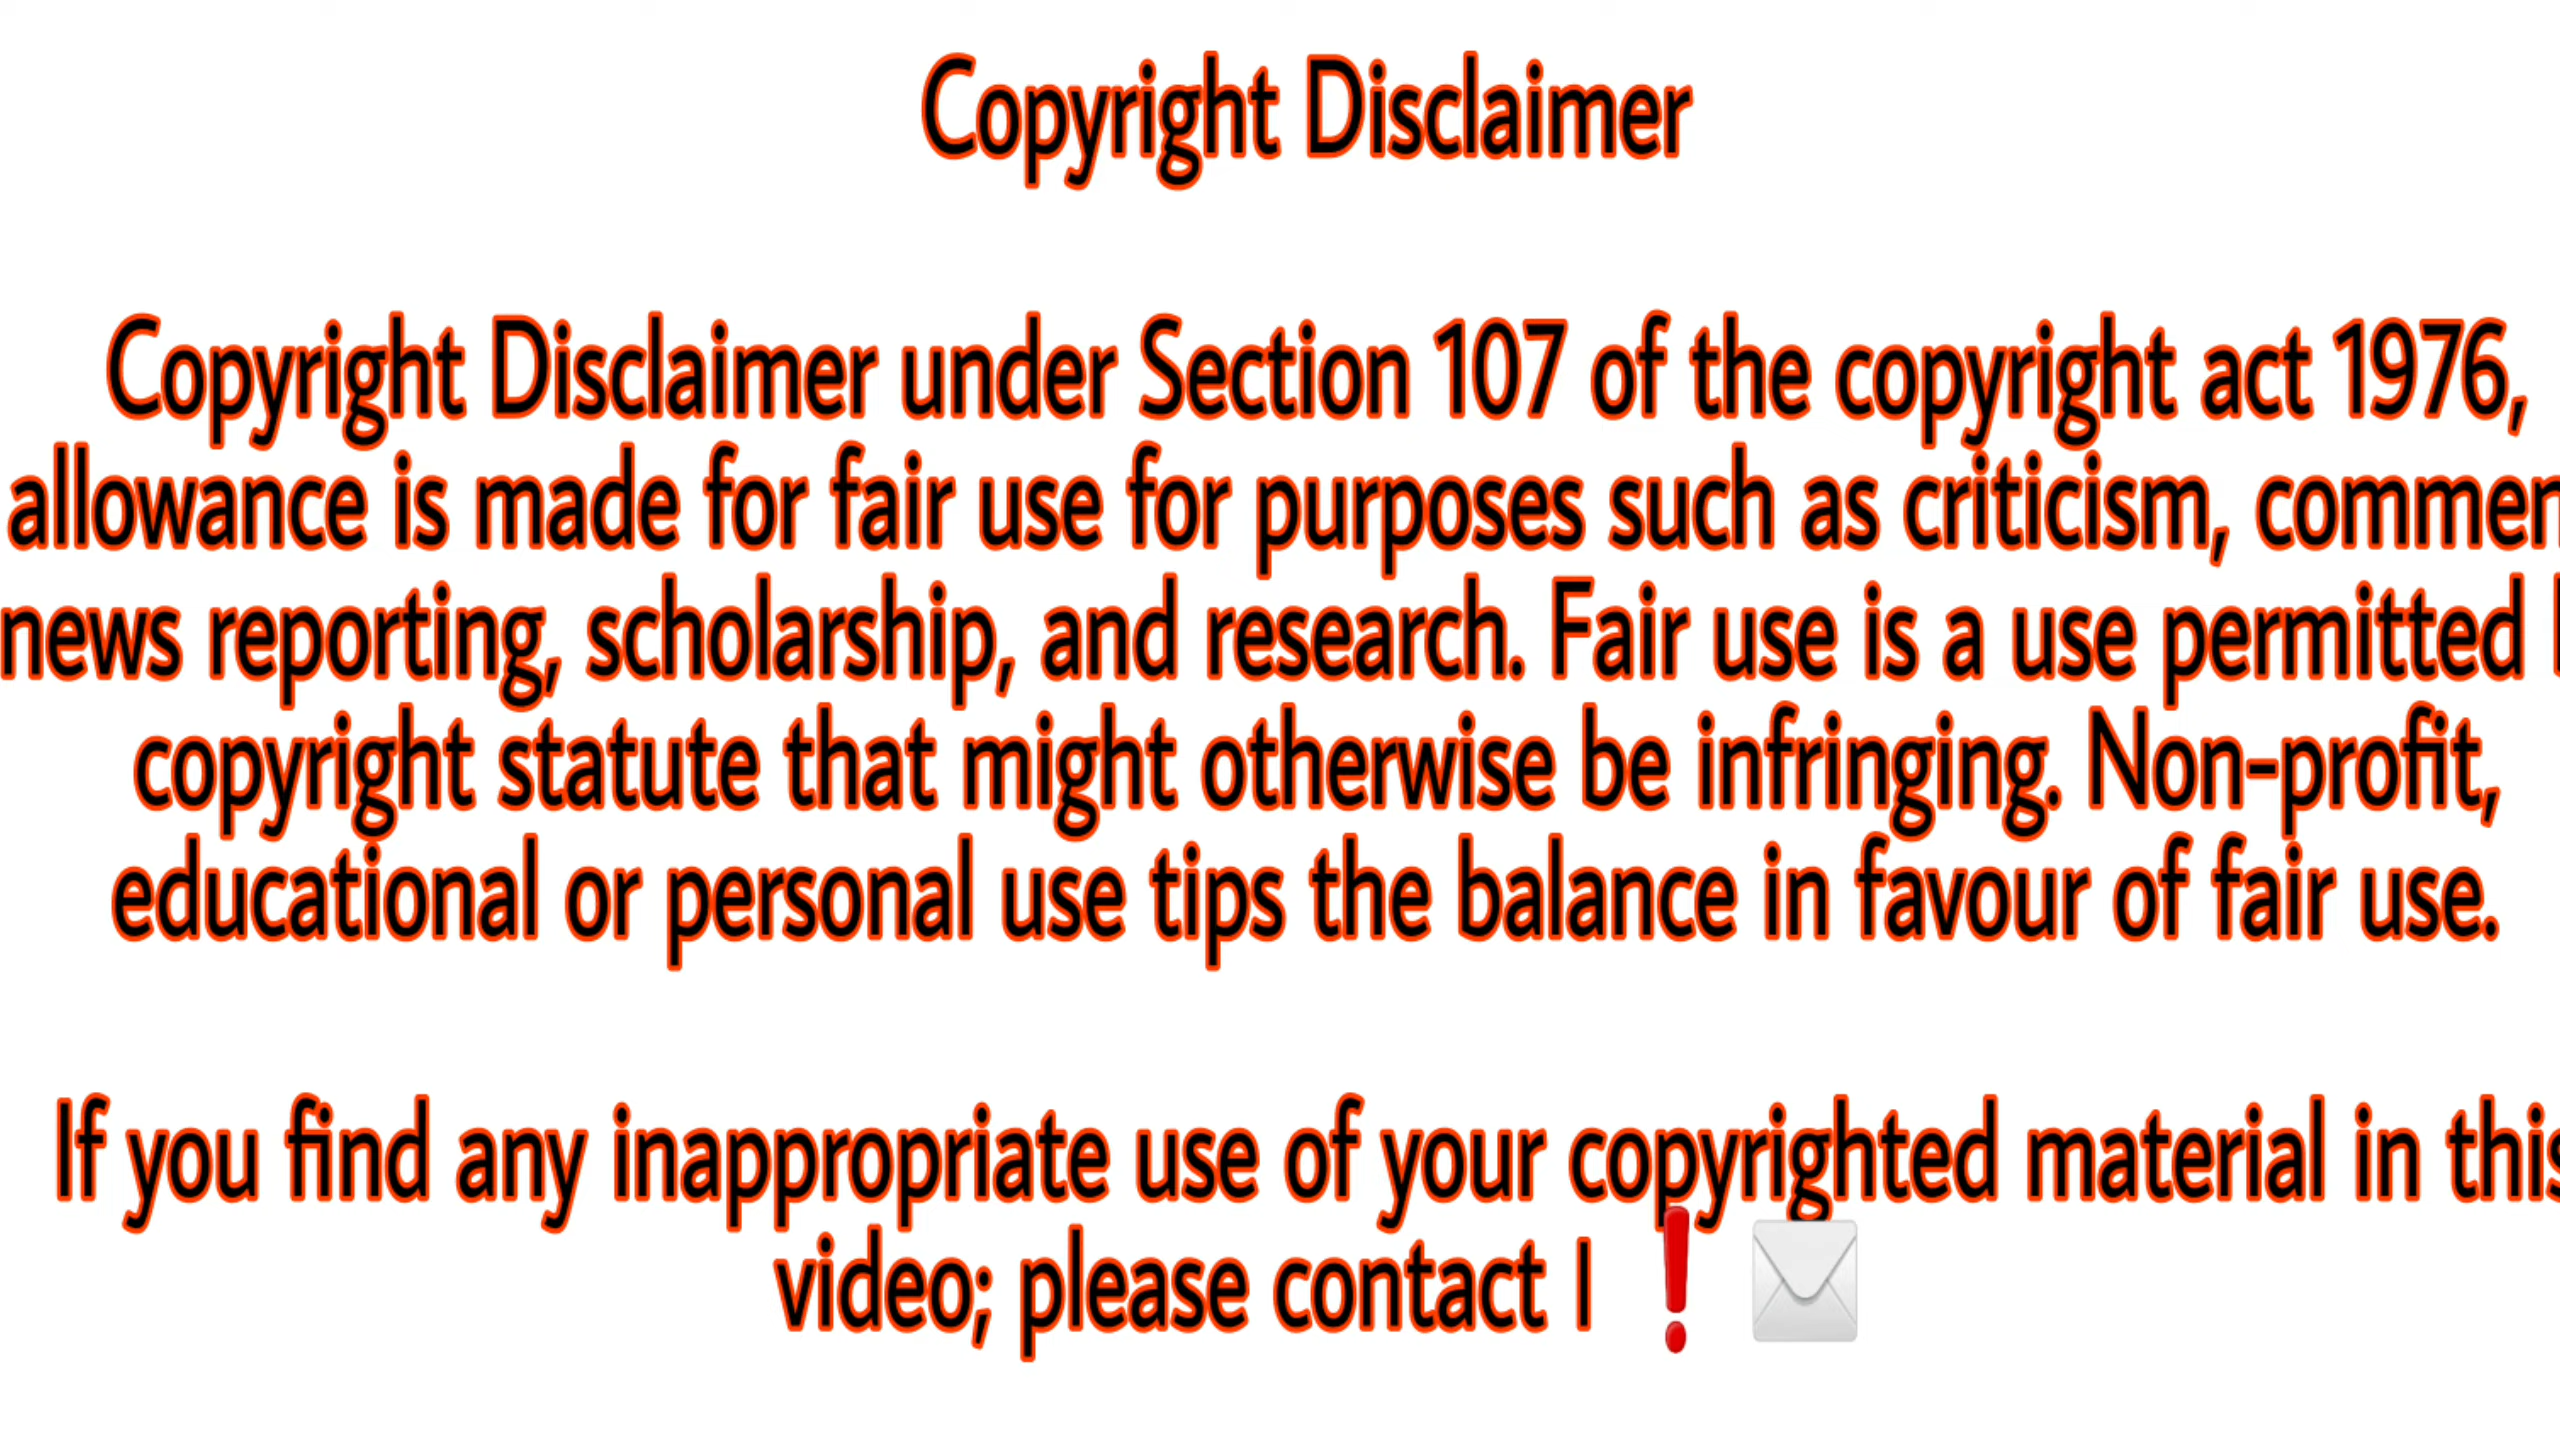 Copyright Disclaimer
Copyright Disclaimer under Section 107 of the copyright act 1976,
allowance is made for fair use for purposes such as criticism, commen
news reporting, scholarship, and research. Fair use is a use permitted
copyright statute that might otherwise be infringing. Non-profit,
educational or personal use tips the balance in favour of fair use.
If you find any inappropriate use of your copyrighted material in this
video; please contact I ❗ ✉